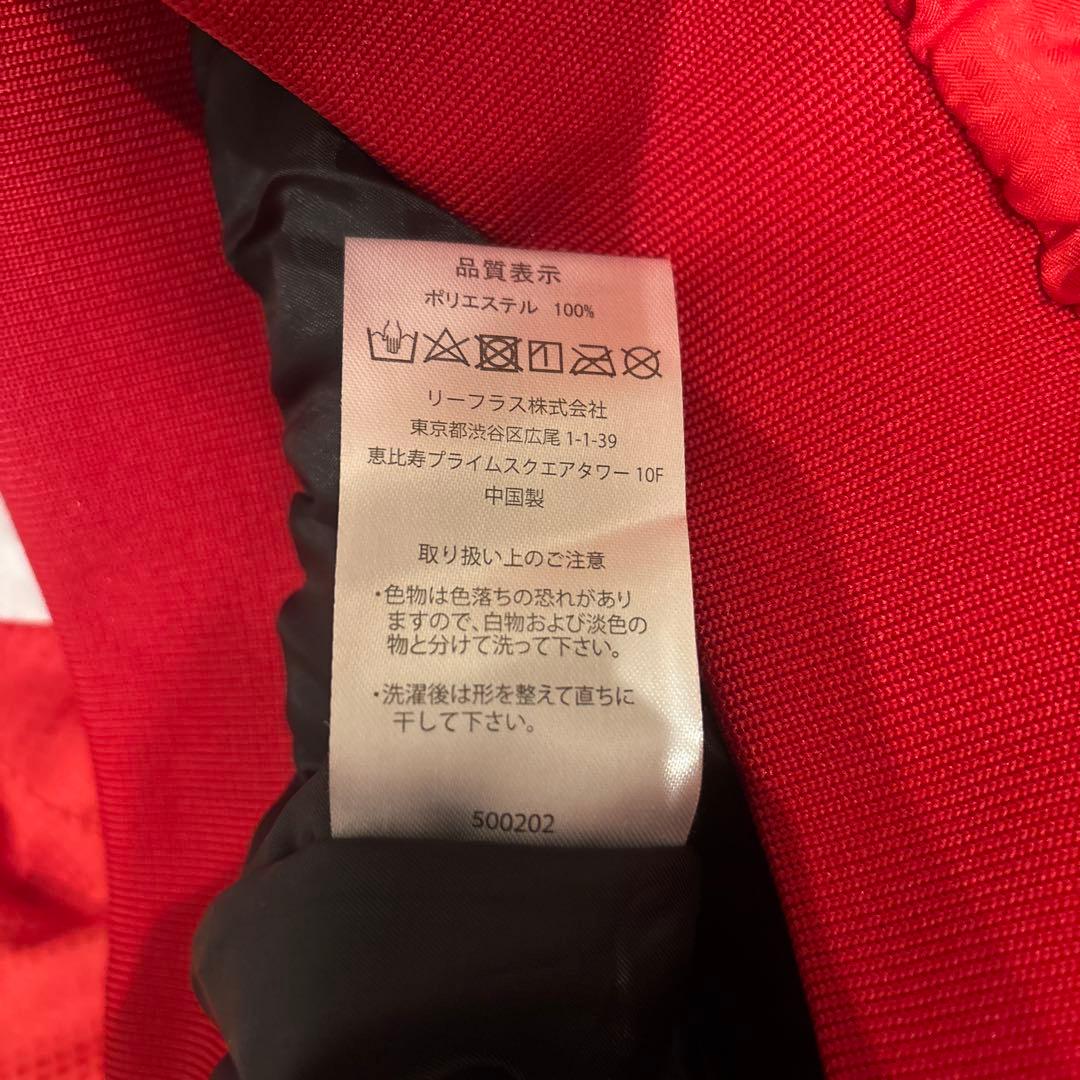 品質表示
ポリエステル 100%
リーフラス株式会社
東京都渋谷区広尾 1-1-39
恵比寿プライムスクエアタワー 10F
中国製
取り扱い上のご注意
・色物は色落ちの恐れがあり
ますので、白物および淡色の
物と分けて洗って下さい。
・洗濯後は形を整えて直ちに
干して下さい。
500202